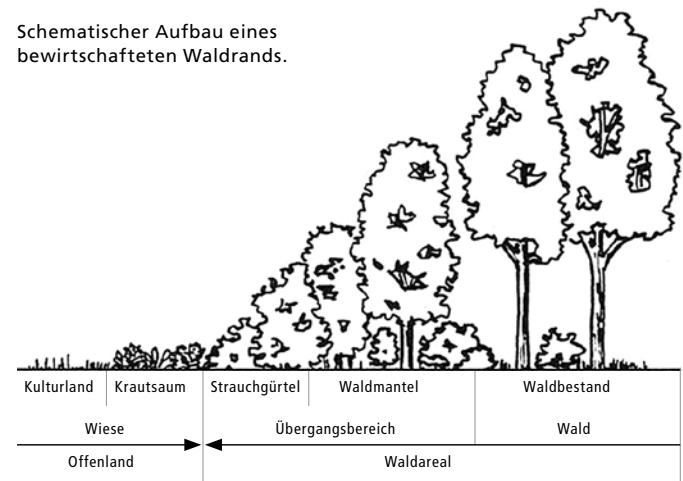 Schematischer Aufbau eines
bewirtschafteten Waldrands.
Kulturland Krautsaum Strauchgürtel Waldmantel Waldbestand
Wiese Übergangsbereich Wald
Offenland Waldareal